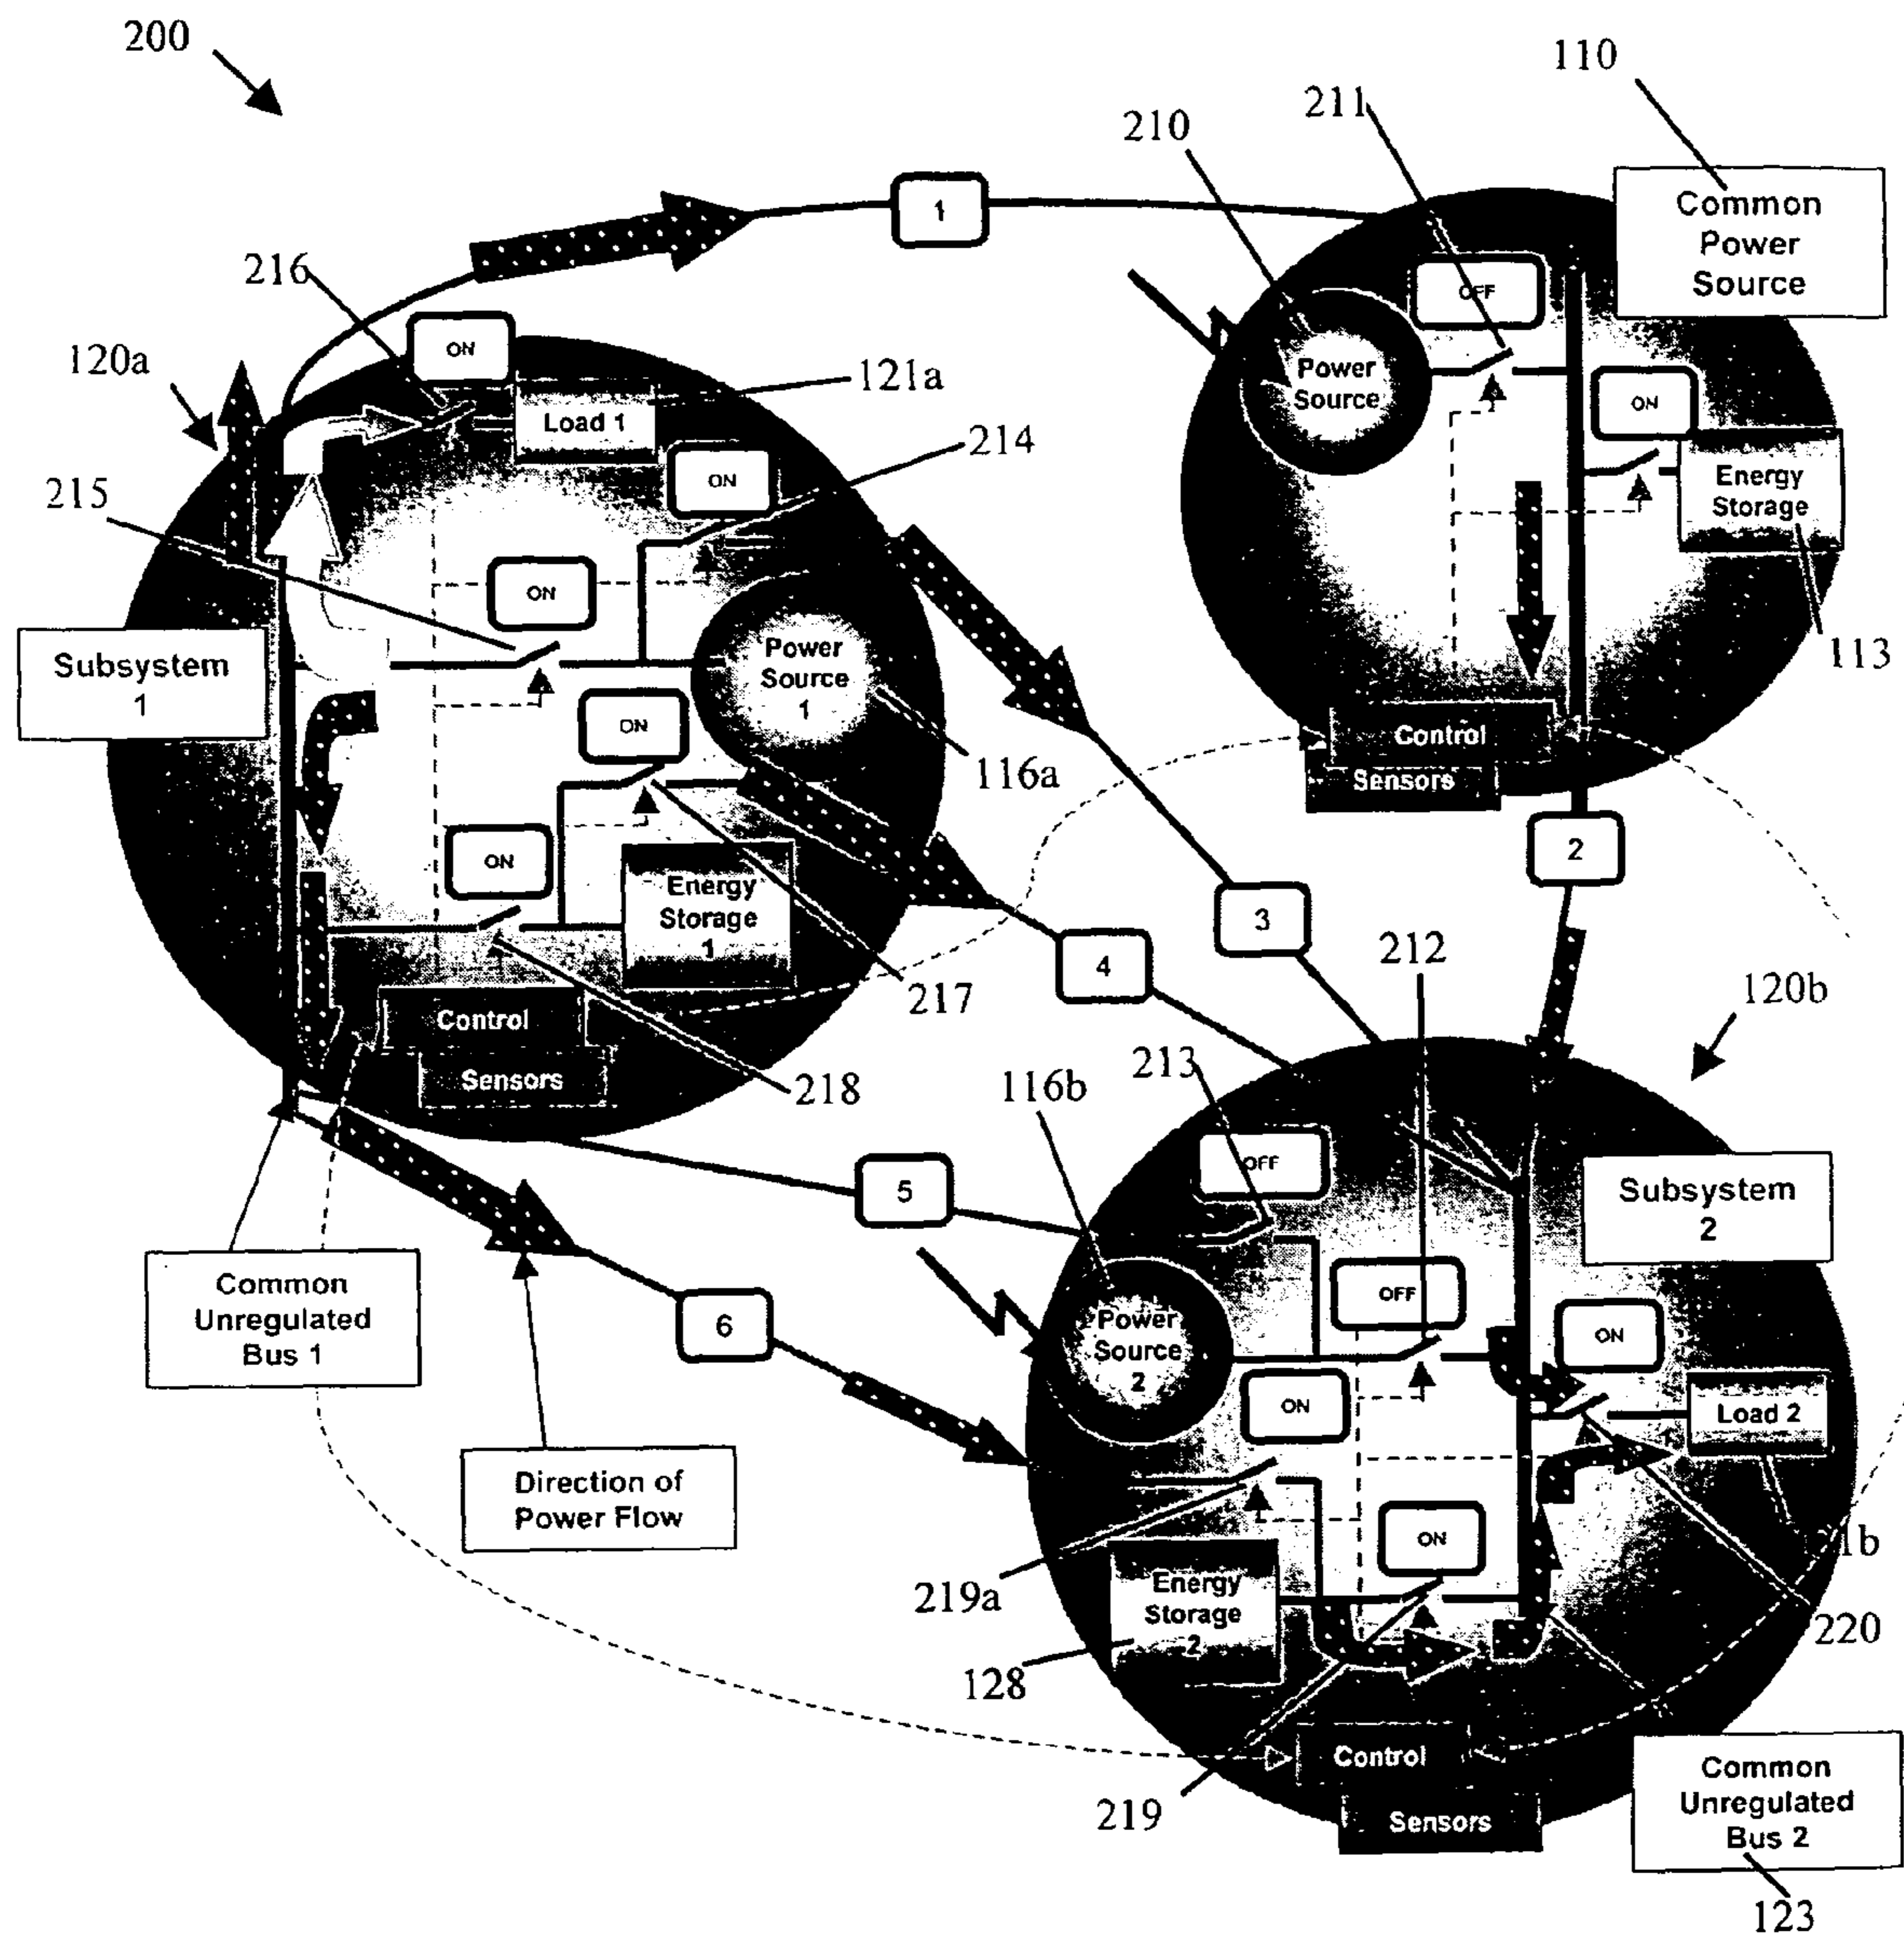 200
110
211
210
Common
Power
Source
1
216
OFF
ON
120a
121a
Load 1
Power
Source
ON
214
ON
Energy
Storage
215
ON
Subsystem
1
Power
Source
1
113
ON
Control
Sensors
116a
ON
2
Energy
Storage
1
3
4
212
217
120b
Control
Sensors
218
213
116b
OFF
5
Subsystem
2
Common
Unregulated
Bus 1
6
OFF
ON
Power
Source
2
ON
Load 2
Direction of
Power Flow
ON
219a
Energy
Storage
2
220
128
Control
219
Sensors
Common
Unregulated
Bus 2
123